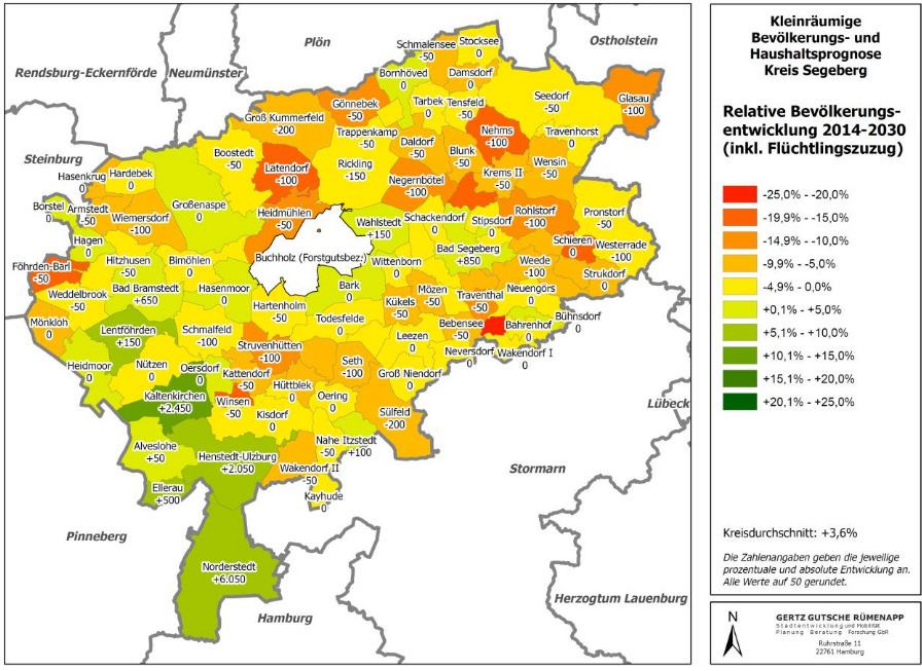 Plön
Ostholstein
Rendsburg-Eckernförde
Neumünster
Steinburg
Pinneberg
Hamburg
Stormarn
Lübeck
Herzogtum Lauenburg
Stocksee
0
Schmalensee
-50
Bornhöved
0
Damsdorf
0
Tarbek
0
Tensfeld
-50
Seedorf
-50
Glasau
-100
Gönnebek
-50
Groß Kummerfeld
-200
Trappenkamp
-50
Nehms
-100
Travenhorst
0
Boostedt
-50
Latendorf
-100
Rickling
-150
Daldorf
-50
Blunk
-50
Wensin
-50
Krems II
-50
Negernbötel
-100
Hasenkrug
0
Hardebek
0
Großenaspe
0
Borstel
0
Armstedt
-50
Wiemersdorf
-100
Heidmühlen
-50
Wahlstedt
+150
Schackendorf
0
Stipsdorf
0
Rohlstorf
-100
Pronstorf
-50
Hagen
0
Hitzhusen
-50
Bimöhlen
0
Buchholz (Forstgutsbez.)
Wittenborn
0
Bad Segeberg
+850
Schieren
0
Westerrade
-100
Weede
-100
Strukdorf
0
Föhrden-Barl
-50
Weddelbrook
-50
Bad Bramstedt
+650
Hasenmoor
0
Bark
0
Hartenholm
-50
Kükels
-50
Mözen
-50
Traventhal
-50
Neuengörs
0
Bühnsdorf
0
Mönkloh
0
Lentföhrden
+150
Schmalfeld
-100
Todesfelde
0
Struvenhütten
-100
Leezen
0
Bebensee
-50
Bahrenhof
0
Neversdorf
0
Wakendorf I
0
Heidmoor
0
Nützen
0
Oersdorf
0
Kattendorf
-50
Hüttblek
0
Seth
-100
Groß Niendorf
0
Kaltenkirchen
+2.450
Winsen
-50
Kisdorf
0
Oering
0
Sülfeld
-200
Alveslohe
+50
Henstedt-Ulzburg
+2.050
Nahe
-50
Itzstedt
+100
Wakendorf II
-50
Kayhude
0
Ellerau
+500
Norderstedt
+6.050
Kleinräumige
Bevölkerungs- und
Haushaltsprognose
Kreis Segeberg
Relative Bevölkerungs-
entwicklung 2014-2030
(inkl. Flüchtlingszuzug)
-25,0% - -20,0%
-19,9% - -15,0%
-14,9% - -10,0%
-9,9% - -5,0%
-4,9% - 0,0%
+0,1% - +5,0%
+5,1% - +10,0%
+10,1% - +15,0%
+15,1% - +20,0%
+20,1% - +25,0%
Kreisdurchschnitt: +3,6%
Die Zahlenangaben geben die jeweilige
prozentuale und absolute Entwicklung an.
Alle Werte auf 50 gerundet.
N
GERTZ GUTSCHE RÜMENAPP
Stadtentwicklung und Mobilität
Planung Beratung Forschung GbR
Ruhrstraße 11
22761 Hamburg